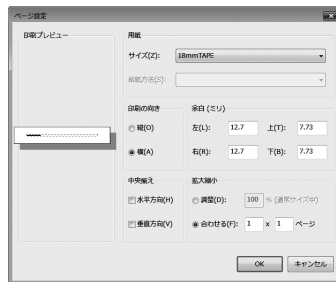 ページ設定
印刷プレビュー
用紙
サイズ(Z): 18mmTAPE
給紙方法(S):
印刷の向き
縦(O)
横(A)
余白 (ミリ)
左(L): 12.7 上(T): 7.73
右(R): 12.7 下(B): 7.73
中央揃え
水平方向(H)
垂直方向(V)
拡大縮小
調整(D): 100 % (通常サイズ中)
合わせる(F): 1 x 1 ページ
OK キャンセル